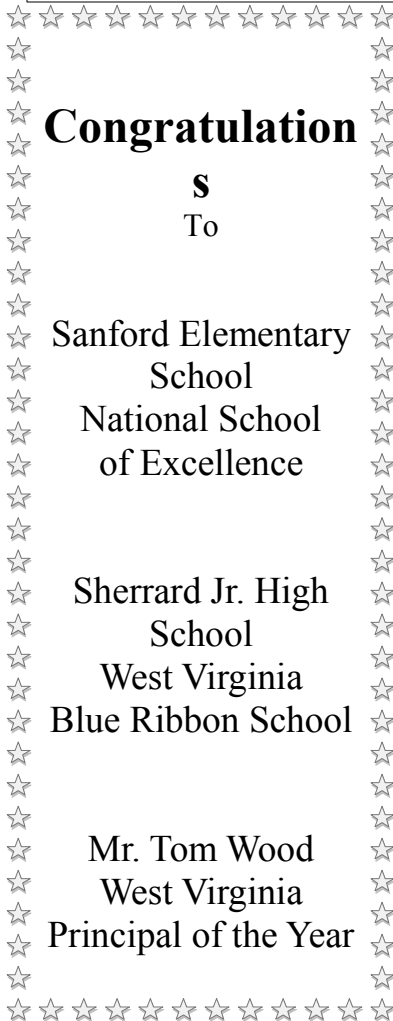 Congratulation
s
To
Sanford Elementary
School
National School
of Excellence
Sherrard Jr. High
School
West Virginia
Blue Ribbon School
Mr. Tom Wood
West Virginia
Principal of the Year